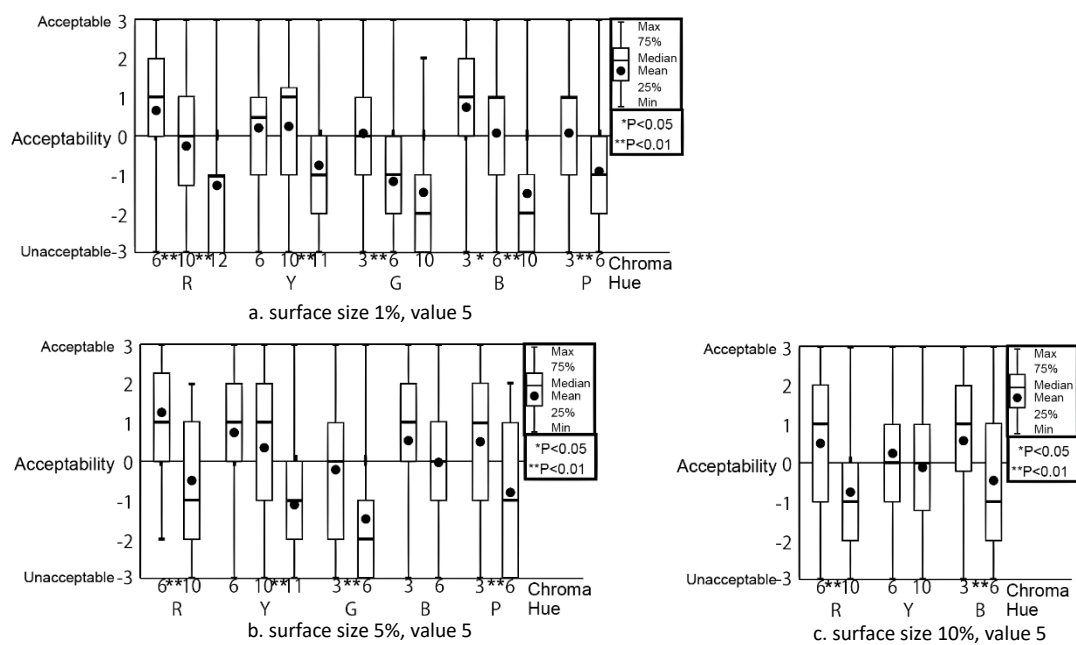 Acceptable 3
2
1
Acceptability 0
-1
-2
Unacceptable -3
Max
75%
Median
Mean
25%
Min
*P<0.05
**P<0.01
6 ** 10 ** 12 6 10 ** 11 3 ** 6 10 3 * 6 ** 10 3 ** 6 Chroma
R Y G B P Hue
a. surface size 1%, value 5
Acceptable 3
2
1
Acceptability 0
-1
-2
Unacceptable -3
Max
75%
Median
Mean
25%
Min
*P<0.05
**P<0.01
6 ** 10 6 10 ** 11 3 ** 6 3 6 3 ** 6 Chroma
R Y G B P Hue
b. surface size 5%, value 5
Acceptable 3
2
1
Acceptability 0
-1
-2
Unacceptable -3
Max
75%
Median
Mean
25%
Min
*P<0.05
**P<0.01
6 ** 10 6 10 3 ** 6 Chroma
R Y B Hue
c. surface size 10%, value 5